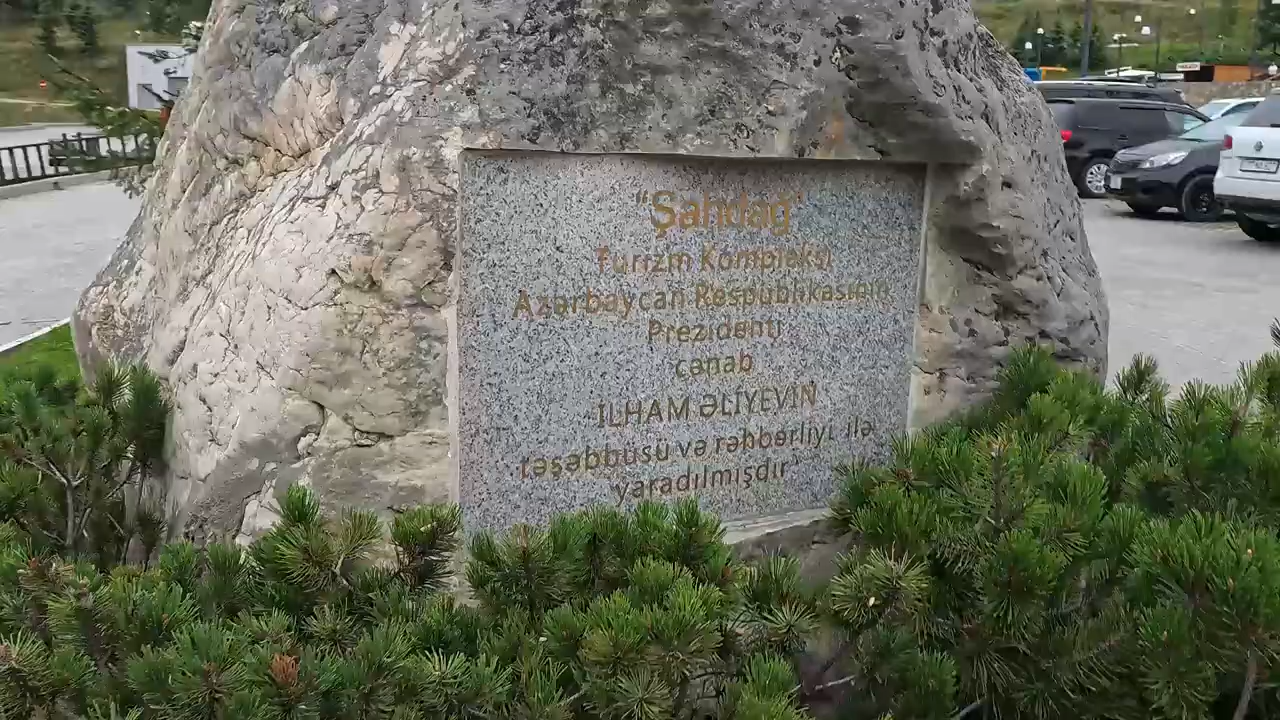 "Şahdağ"
Turizm Kompleksi
Azərbaycan Respublikasının
Prezidenti
cənab
İLHAM ƏLİYEVİN
təşəbbüsü və rəhbərliyi ilə
yaradılmışdır